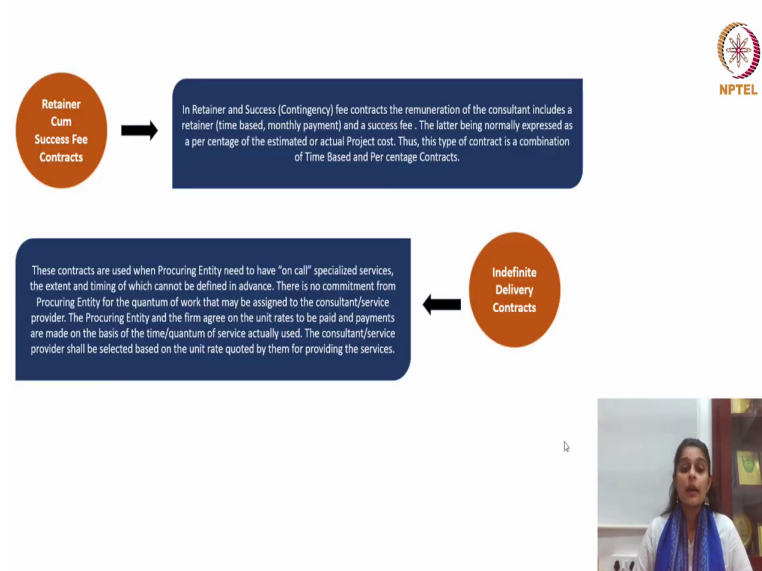 NPTEL
Retainer
Cum
Success Fee
Contracts
In Retainer and Success (Contingency) fee contracts the remuneration of the consultant includes a
retainer (time based, monthly payment) and a success fee . The latter being normally expressed as
a per centage of the estimated or actual Project cost. Thus, this type of contract is a combination
of Time Based and Per centage Contracts.
These contracts are used when Procuring Entity need to have "on call" specialized services,
the extent and timing of which cannot be defined in advance. There is no commitment from
Procuring Entity for the quantum of work that may be assigned to the consultant/service
provider. The Procuring Entity and the firm agree on the unit rates to be paid and payments
are made on the basis of the time/quantum of service actually used. The consultant/service
provider shall be selected based on the unit rate quoted by them for providing the services.
Indefinite
Delivery
Contracts